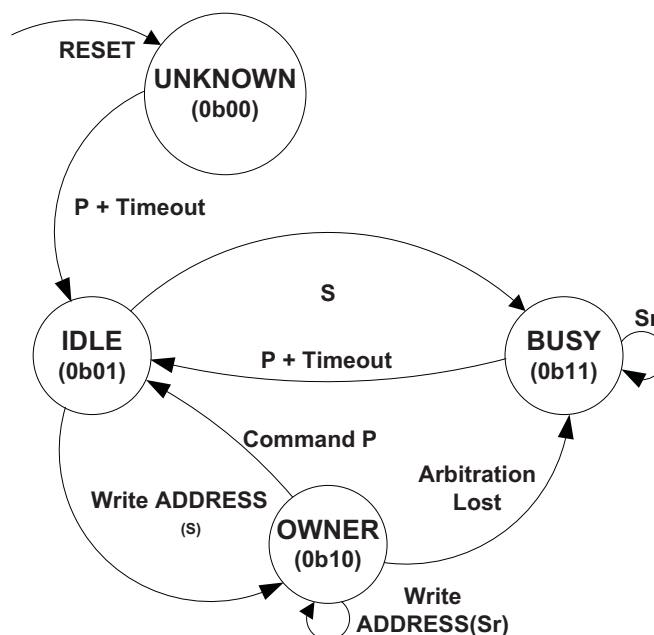 RESET
UNKNOWN
(0b00)
P + Timeout
S
IDLE
(0b01)
BUSY
(0b11)
Sr
P + Timeout
Command P
Arbitration
Lost
Write ADDRESS
(S)
OWNER
(0b10)
Write
ADDRESS(Sr)